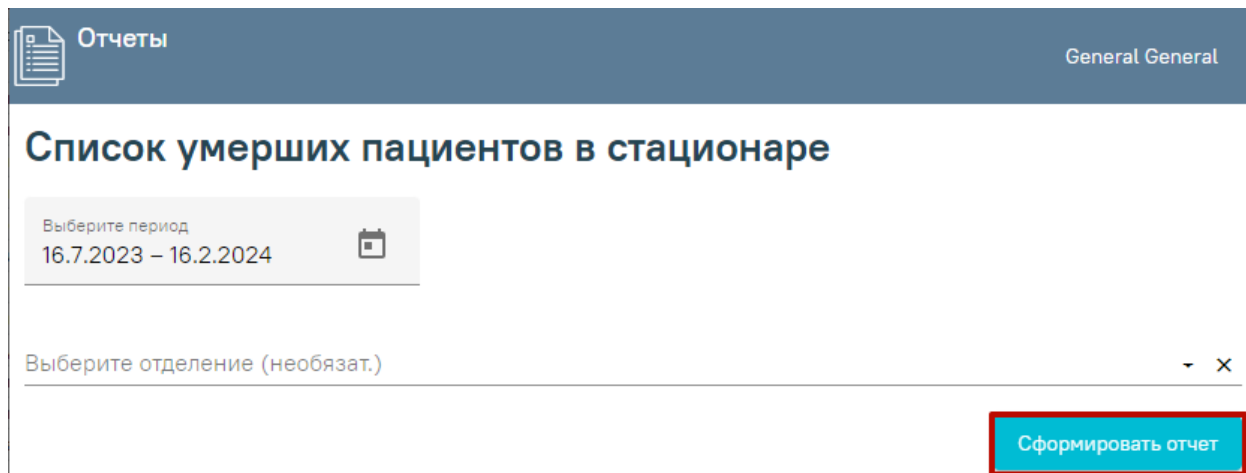 Отчеты
General General
Список умерших пациентов в стационаре
Выберите период
16.7.2023 – 16.2.2024
Выберите отделение (необязат.)
Сформировать отчет